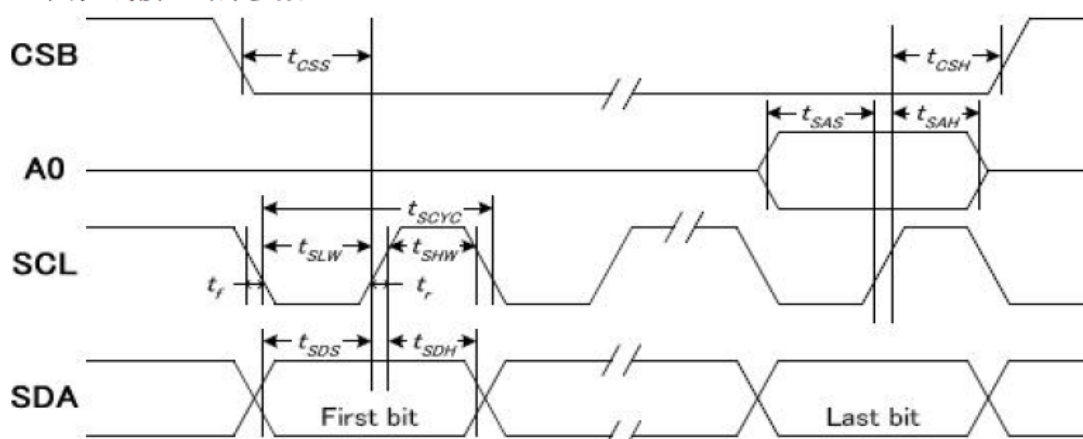 CSB
tCSS
tCSH
tSAS
tSAH
A0
tSCYC
SCL
tSLW
tSHW
tf
tr
tSDS
tSDH
SDA
First bit
Last bit